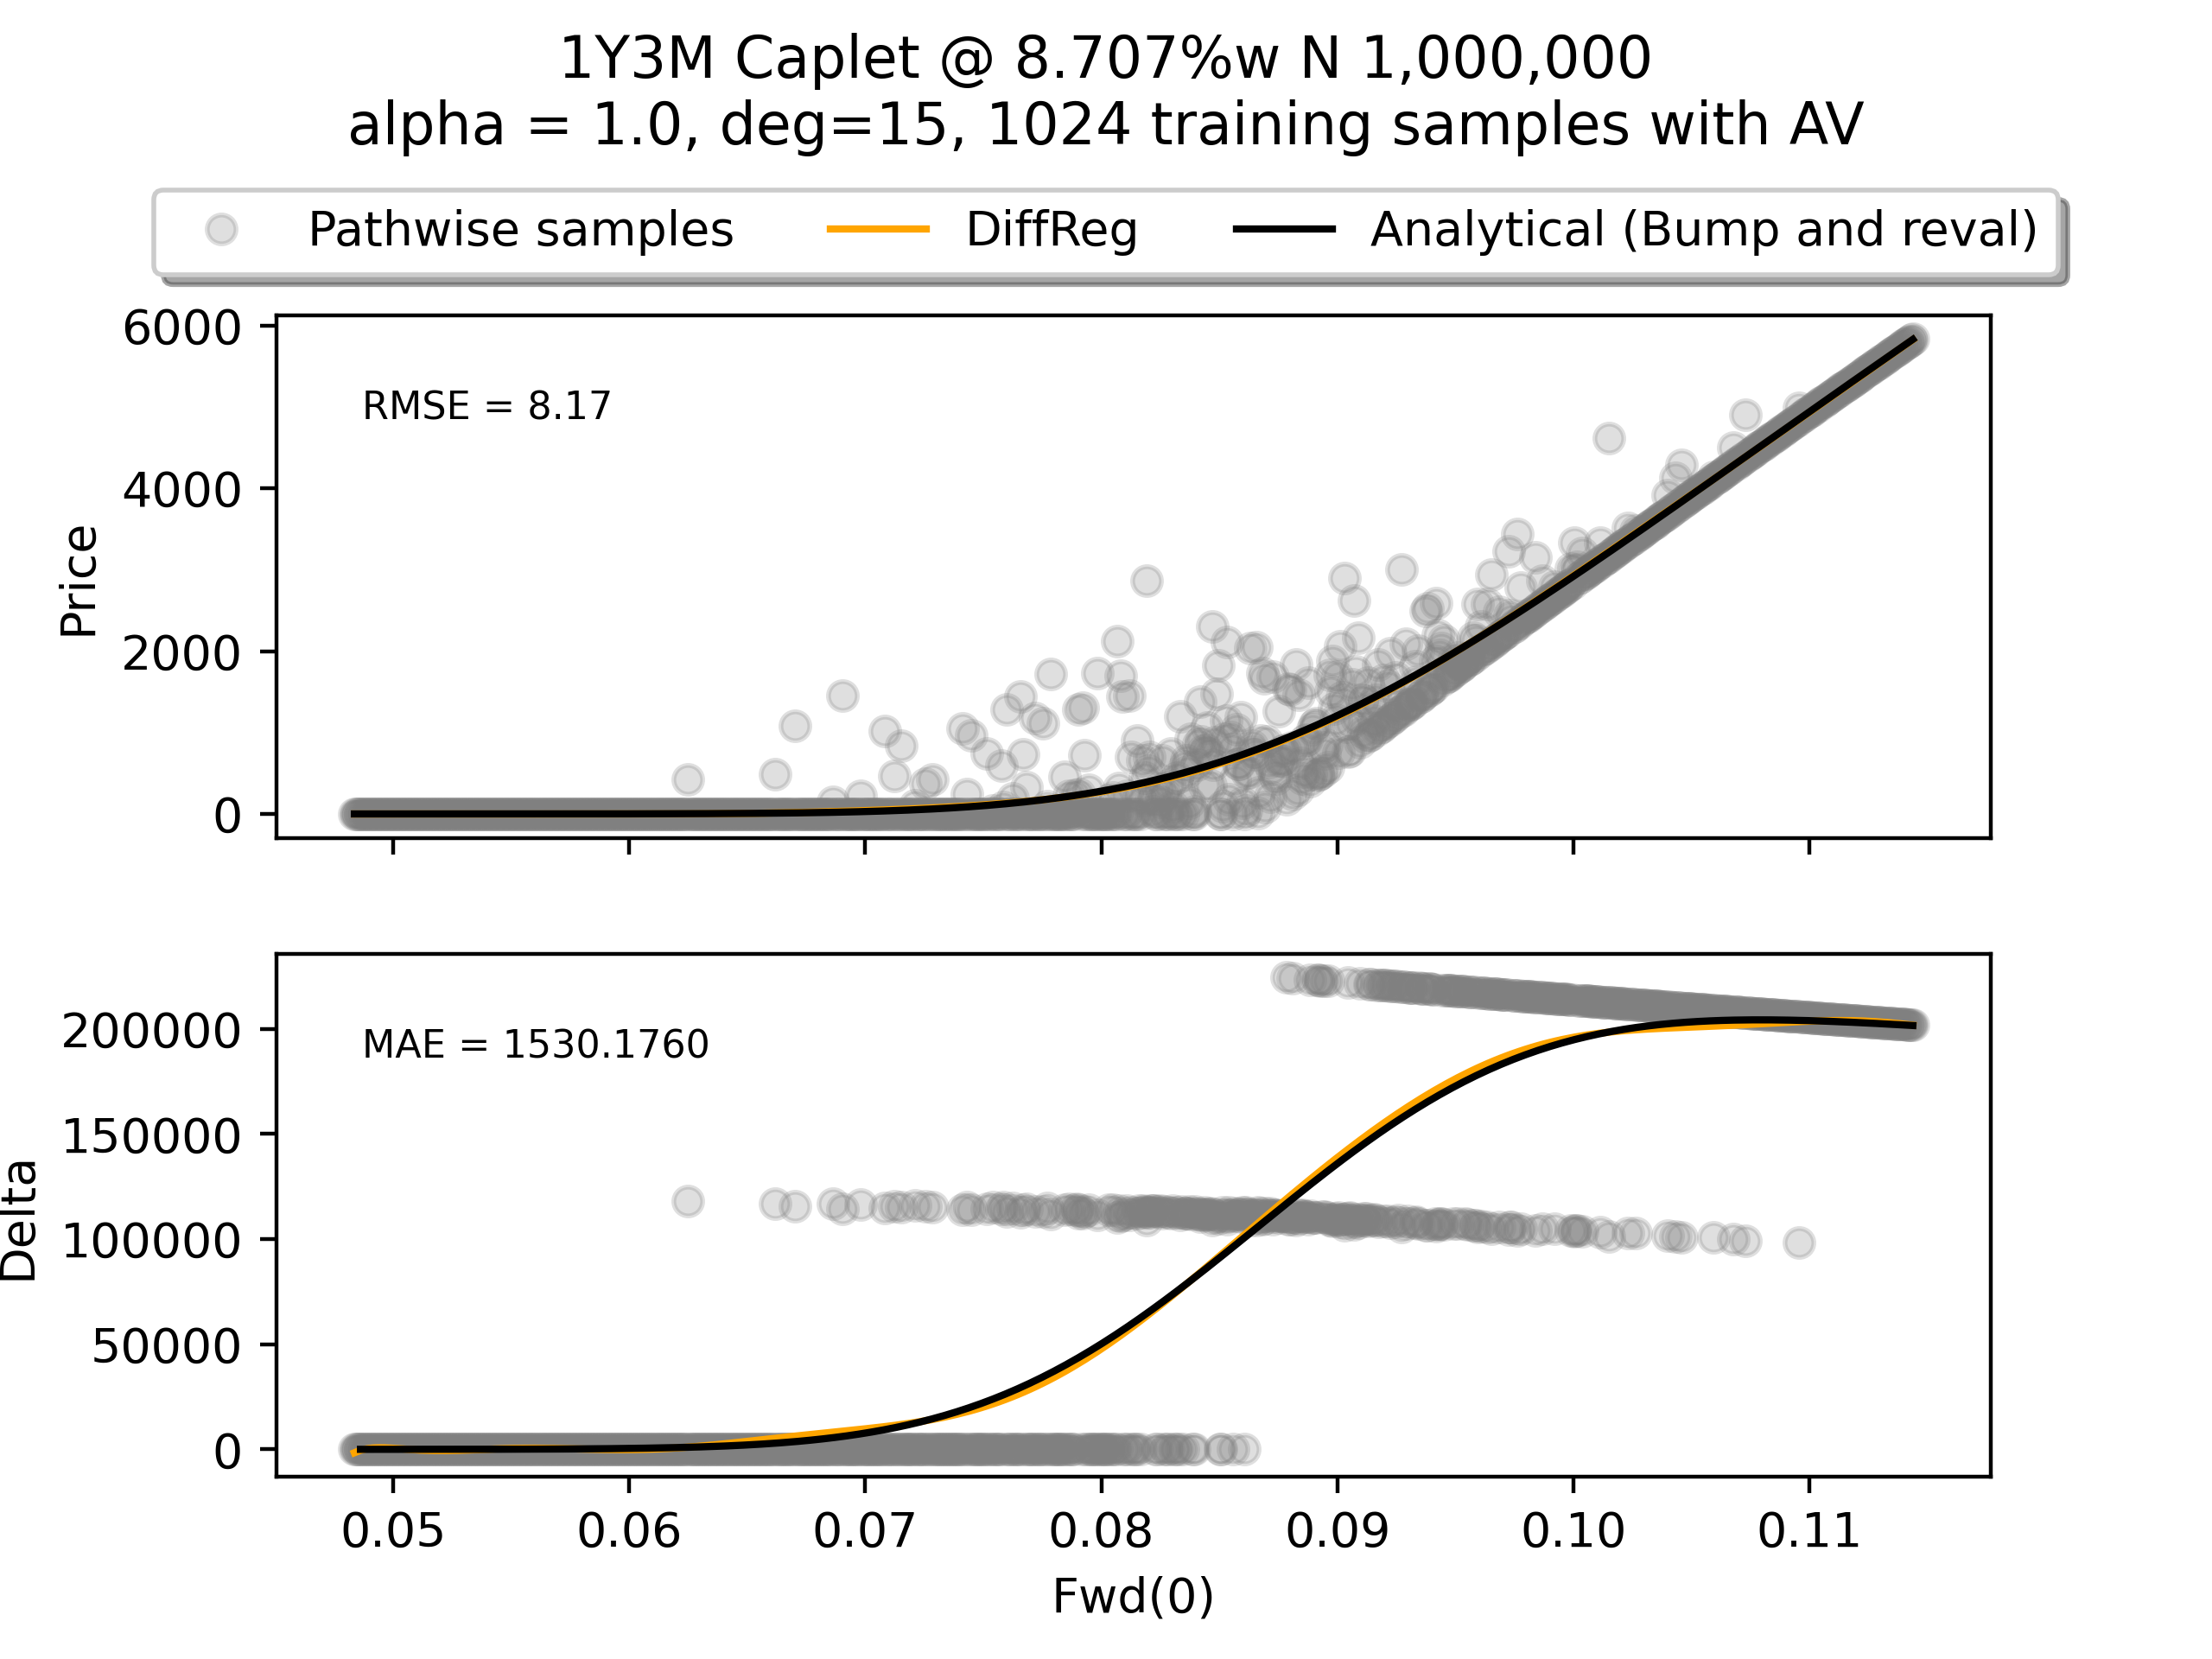 1Y3M Caplet @ 8.707%w N 1,000,000
alpha = 1.0, deg=15, 1024 training samples with AV
Pathwise samples DiffReg Analytical (Bump and reval)
6000
4000
2000
0
Price
RMSE = 8.17
200000
150000
100000
50000
0
Delta
MAE = 1530.1760
0.05 0.06 0.07 0.08 0.09 0.10 0.11
Fwd(0)